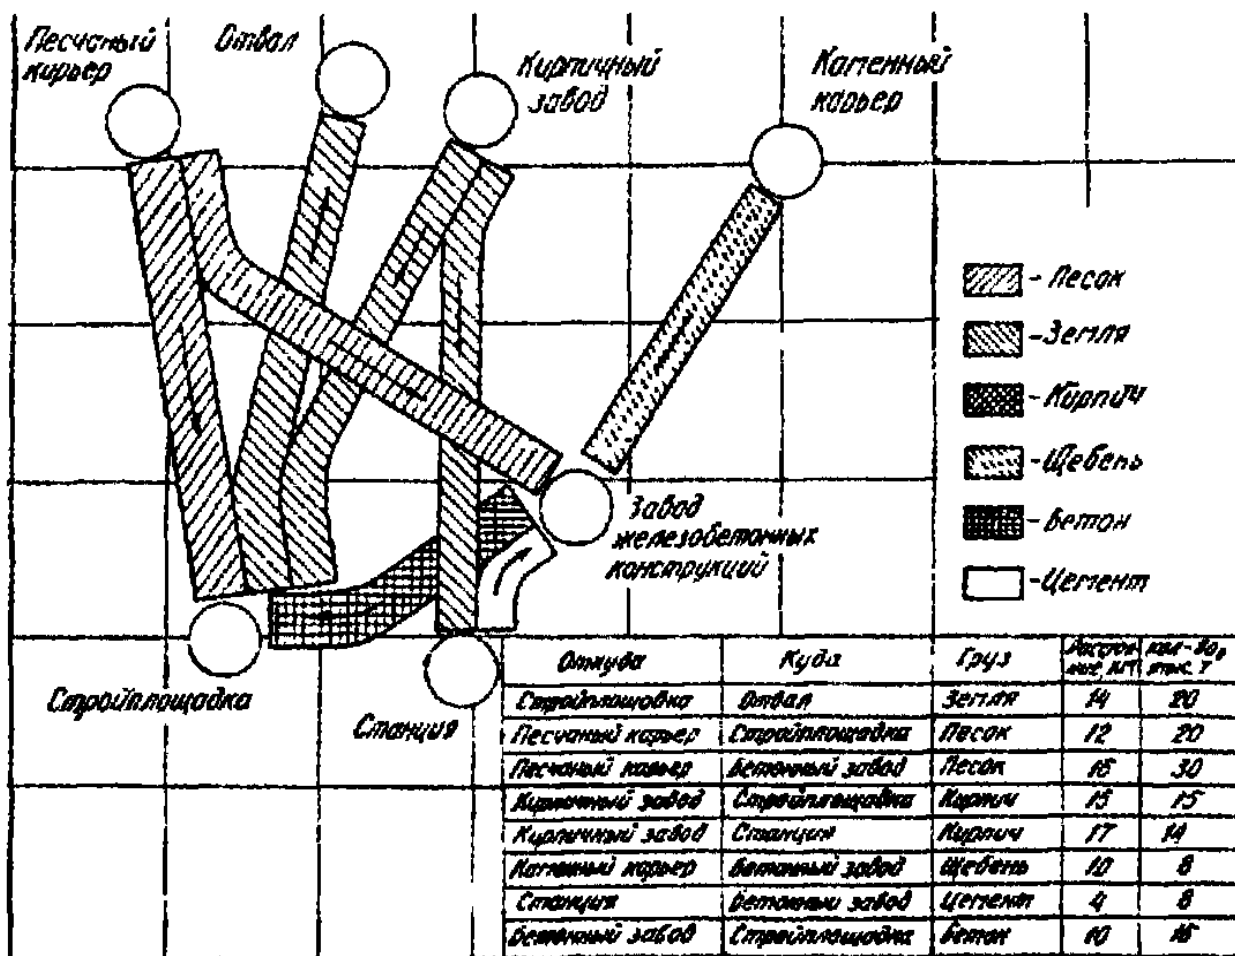 Песчаный
карьер
Отвал
Кирпичный
завод
Каменный
карьер
- Песок
- Земля
- Кирпич
- Щебень
- Бетон
- Цемент
Завод
железобетонных
конструкций
Стройплощадка
Станция
Откуда Куда Груз Расстоя-
ние, км кол-во,
тыс. т
Стройплощадка Отвал Земля 14 20
Песчаный карьер Стройплощадка Песок 12 20
Песчаный карьер Бетонный завод Песок 16 30
Кирпичный завод Стройплощадка Кирпич 15 15
Кирпичный завод Станция Кирпич 17 14
Каменный карьер Бетонный завод Щебень 10 8
Станция Бетонный завод Цемент 4 8
Бетонный завод Стройплощадка Бетон 10